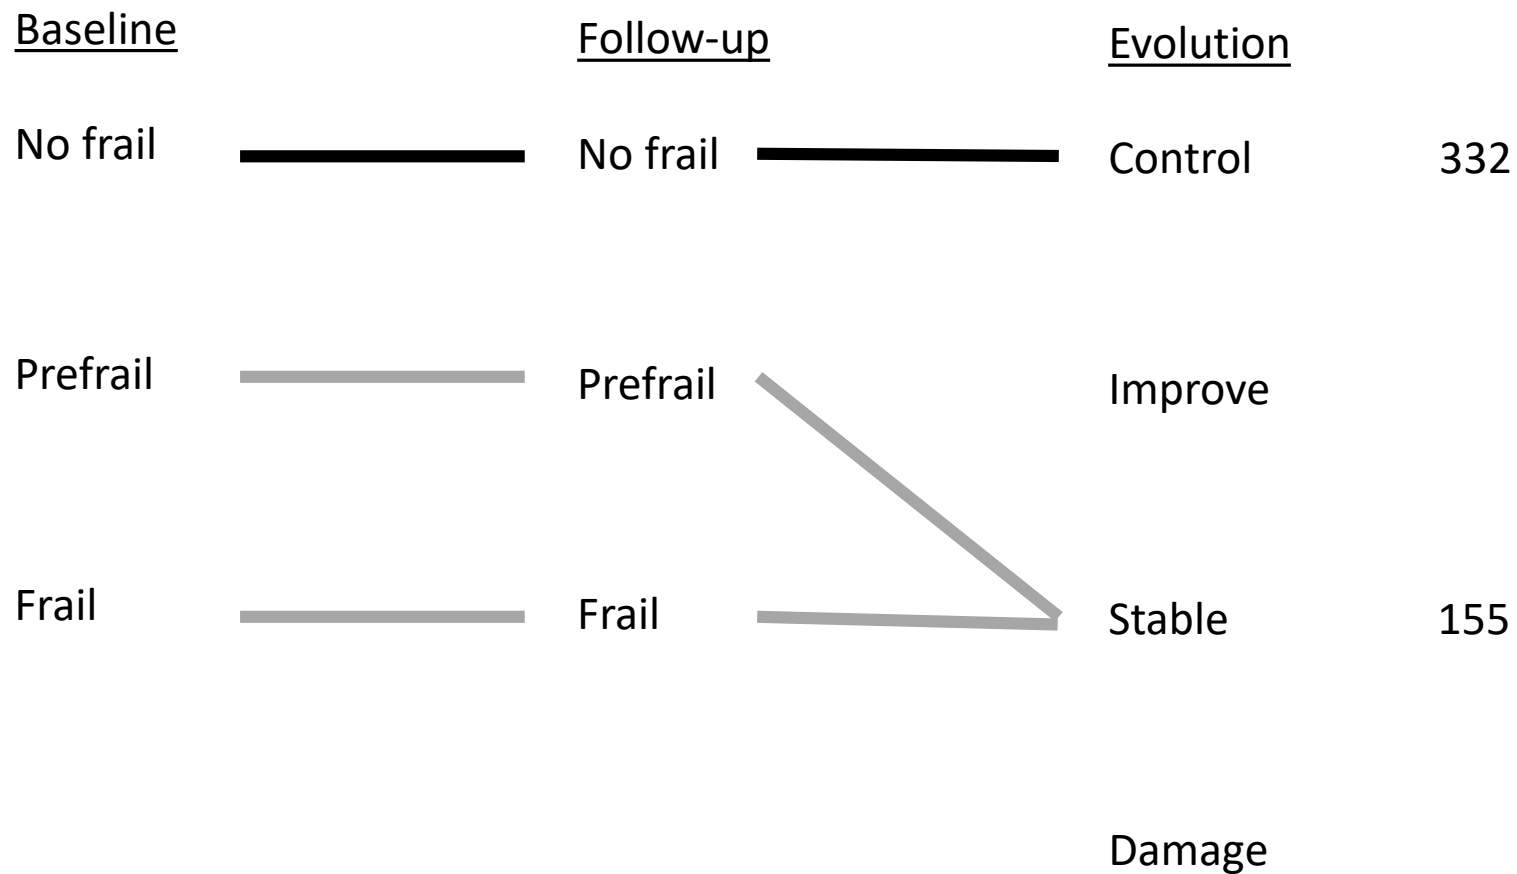 Baseline Follow-up Evolution
No frail No frail Control 332
Prefrail Prefrail Improve
Frail Frail Stable 155
Damage